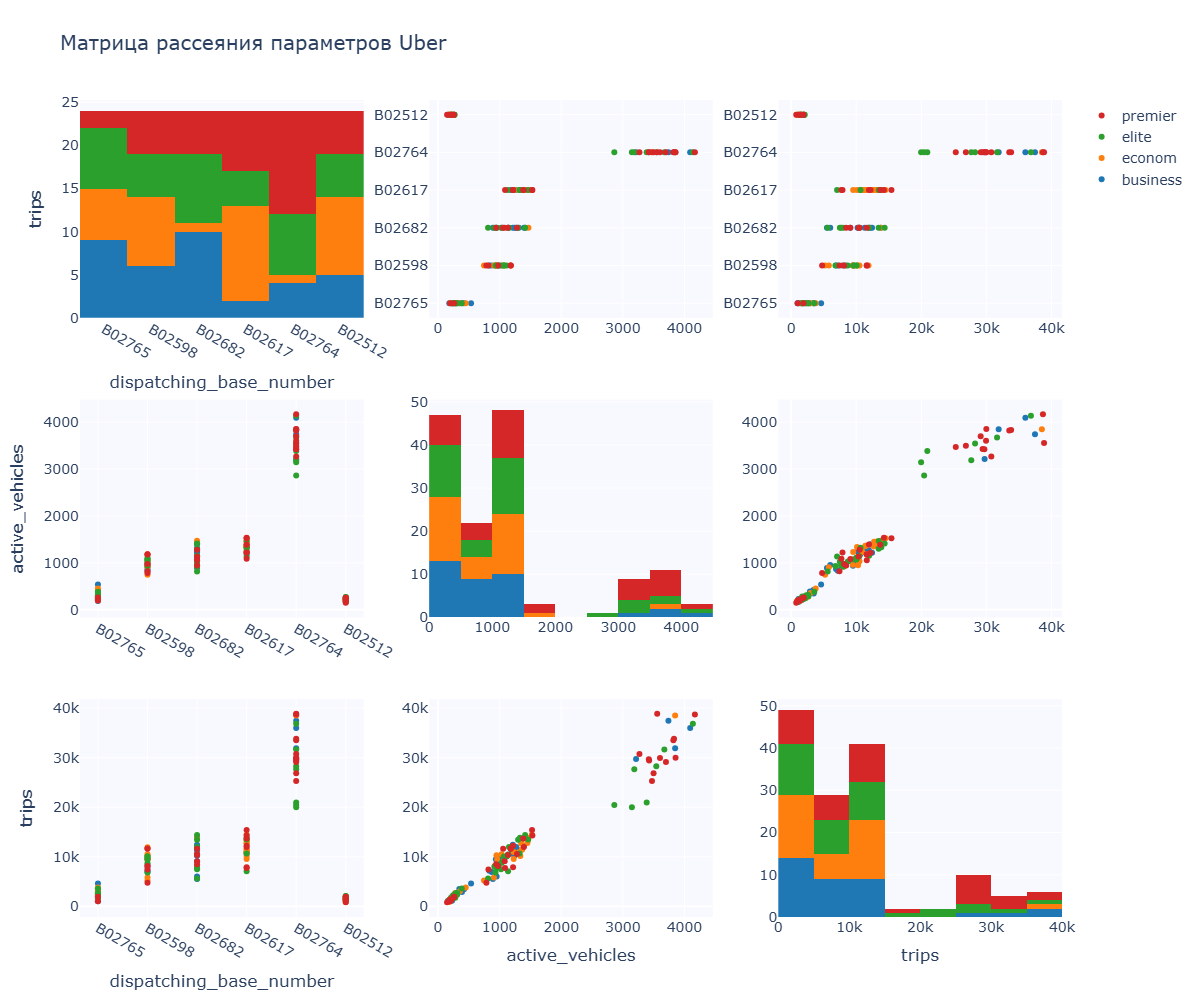 Матрица рассеяния параметров Uber
25
20
15
10
5
0
trips
B02765
B02598
B02682
B02617
B02764
B02512
dispatching_base_number
B02512
B02764
B02617
B02682
B02598
B02765
0
1000
2000
3000
4000
B02512
B02764
B02617
B02682
B02598
B02765
0
10k
20k
30k
40k
premier
elite
econom
business
4000
3000
2000
1000
0
active_vehicles
B02765
B02598
B02682
B02617
B02764
B02512
50
40
30
20
10
0
0
1000
2000
3000
4000
4000
3000
2000
1000
0
0
10k
20k
30k
40k
40k
30k
20k
10k
0
trips
B02765
B02598
B02682
B02617
B02764
B02512
dispatching_base_number
40k
30k
20k
10k
0
0
1000
2000
3000
4000
active_vehicles
50
40
30
20
10
0
0
10k
20k
30k
40k
trips